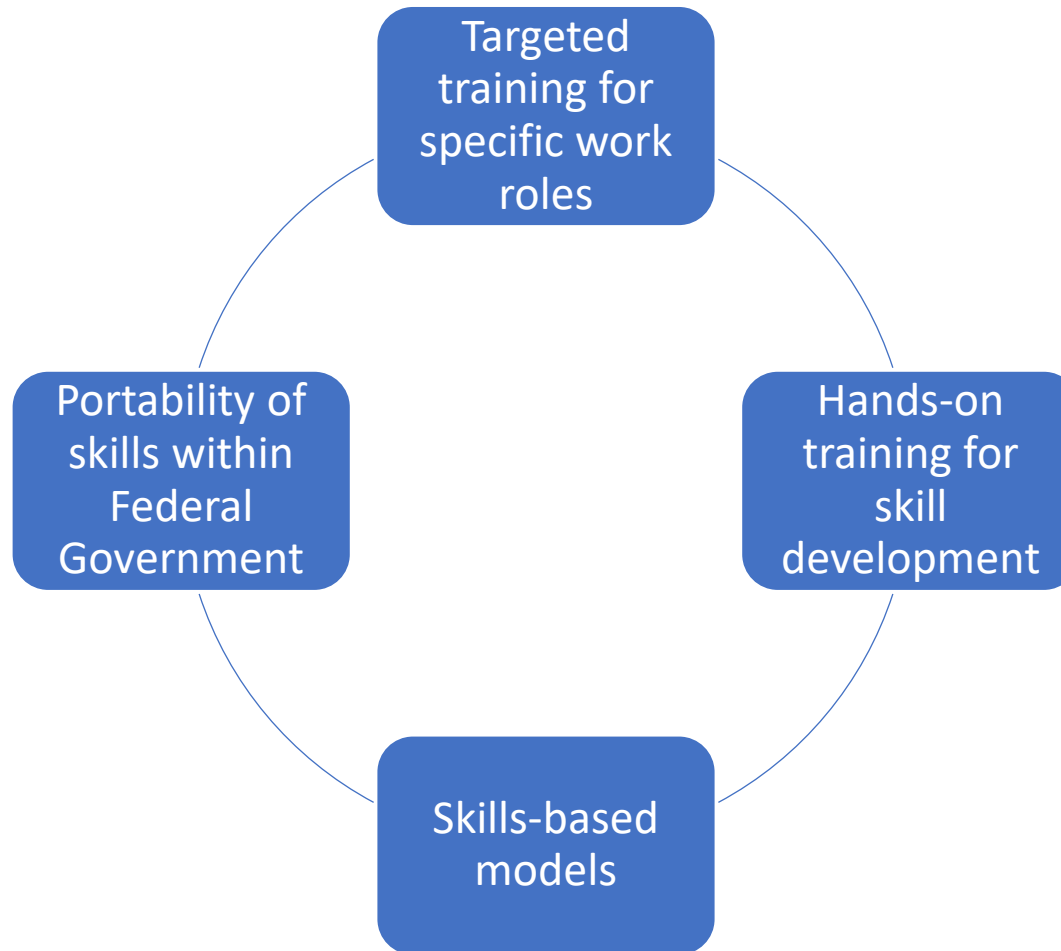 Targeted
training for
specific work
roles
Portability of
skills within
Federal
Government
Hands-on
training for
skill
development
Skills-based
models